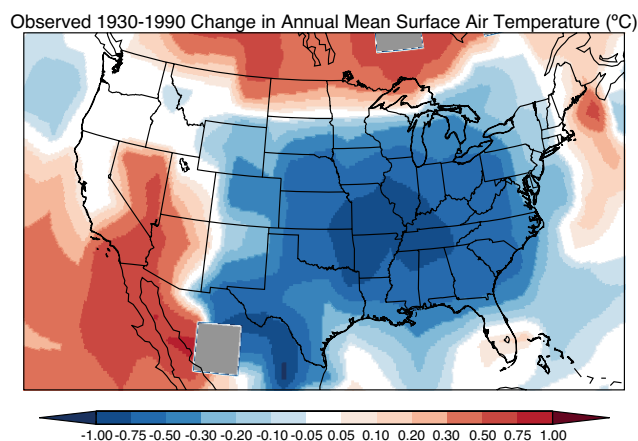 Observed 1930-1990 Change in Annual Mean Surface Air Temperature (ºC)
-1.00 -0.75 -0.50 -0.30 -0.20 -0.10 -0.05 0.05 0.10 0.20 0.30 0.50 0.75 1.00